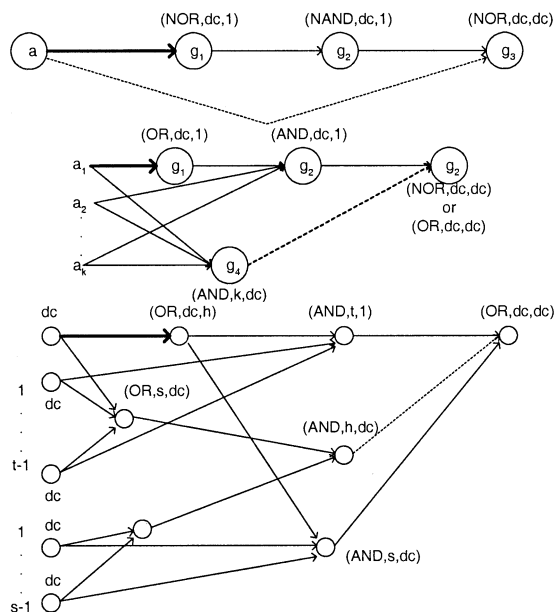 (NOR,dc,1) (NAND,dc,1) (NOR,dc,dc)
a g1 g2 g3
(OR,dc,1) (AND,dc,1)
a1 g1 g2 g2
(NOR,dc,dc)
a2
or
(OR,dc,dc)
.
.
ak g4
(AND,k,dc)
dc (OR,dc,h) (AND,t,1) (OR,dc,dc)
1
dc
(OR,s,dc)
.
.
.
(AND,h,dc)
t-1
dc
dc
1
(AND,s,dc)
.
.
.
dc
s-1